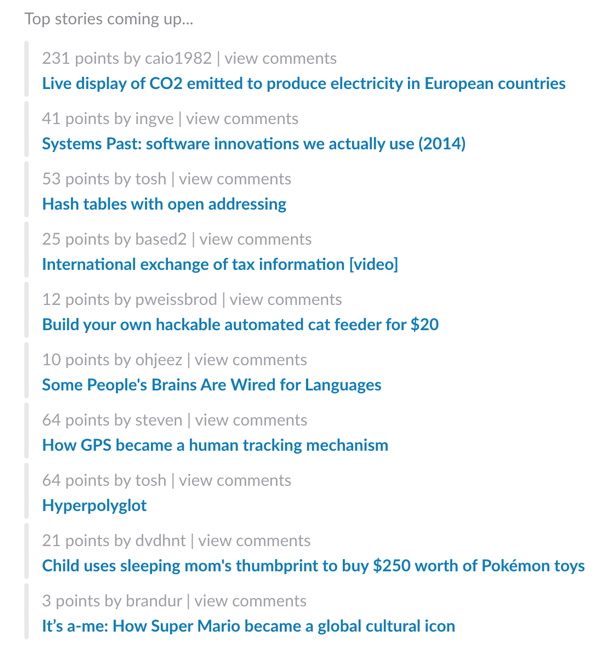 Top stories coming up...
231 points by caio1982 | view comments
Live display of CO2 emitted to produce electricity in European countries
41 points by ingve | view comments
Systems Past: software innovations we actually use (2014)
53 points by tosh | view comments
Hash tables with open addressing
25 points by based2 | view comments
International exchange of tax information [video]
12 points by pweissbrod | view comments
Build your own hackable automated cat feeder for $20
10 points by ohjeez | view comments
Some People's Brains Are Wired for Languages
64 points by steven | view comments
How GPS became a human tracking mechanism
64 points by tosh | view comments
Hyperpolyglot
21 points by dvdhnt | view comments
Child uses sleeping mom's thumbprint to buy $250 worth of Pokémon toys
3 points by brandur | view comments
It’s a-me: How Super Mario became a global cultural icon